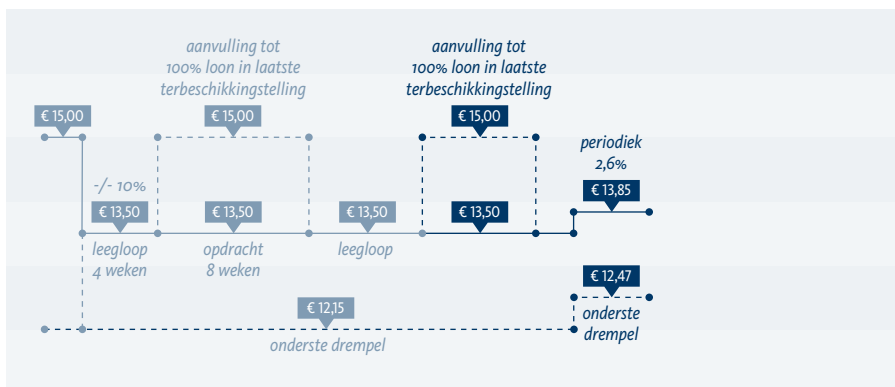 aanvulling tot
100% loon in laatste
terbeschikkingstelling
aanvulling tot
100% loon in laatste
terbeschikkingstelling
€ 15,00
€ 15,00
€ 15,00
periodiek
2,6%
-/- 10%
€ 13,85
€ 13,50
€ 13,50
€ 13,50
€ 13,50
leegloop
4 weken
opdracht
8 weken
leegloop
€ 12,47
€ 12,15
onderste
drempel
onderste drempel